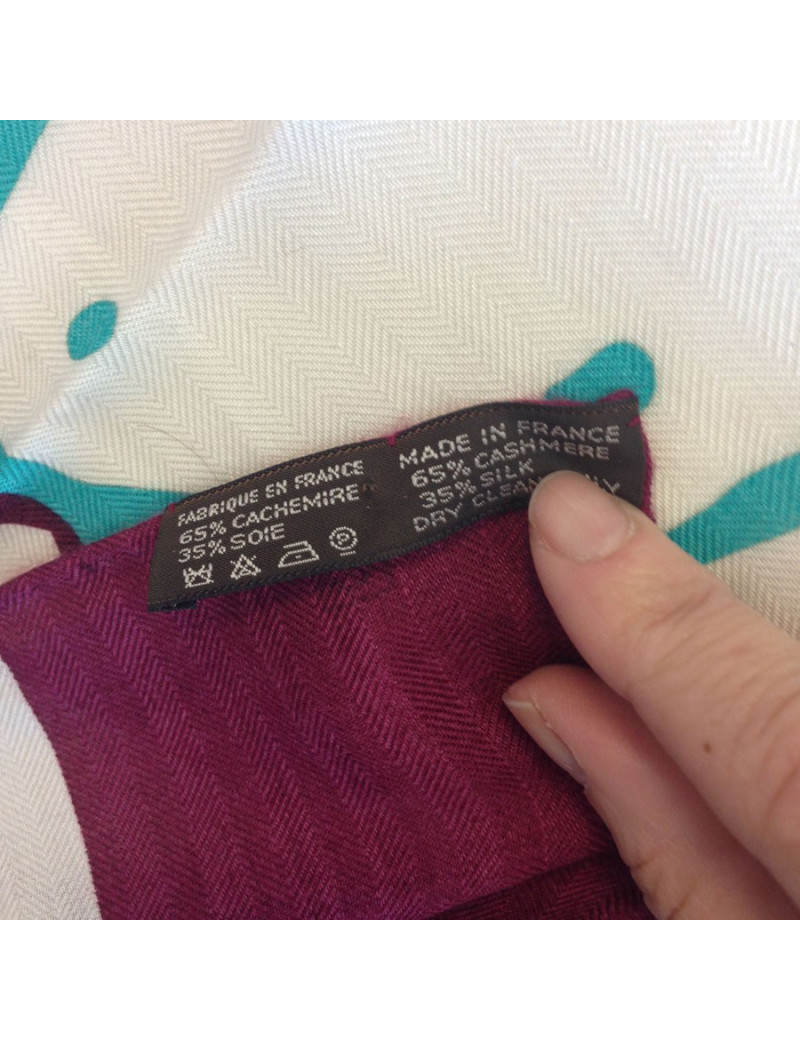 FABRIQUE EN FRANCE
65% CACHEMIRE
35% SOIE
MADE IN FRANCE
65% CASHMERE
35% SILK
DRY CLEAN